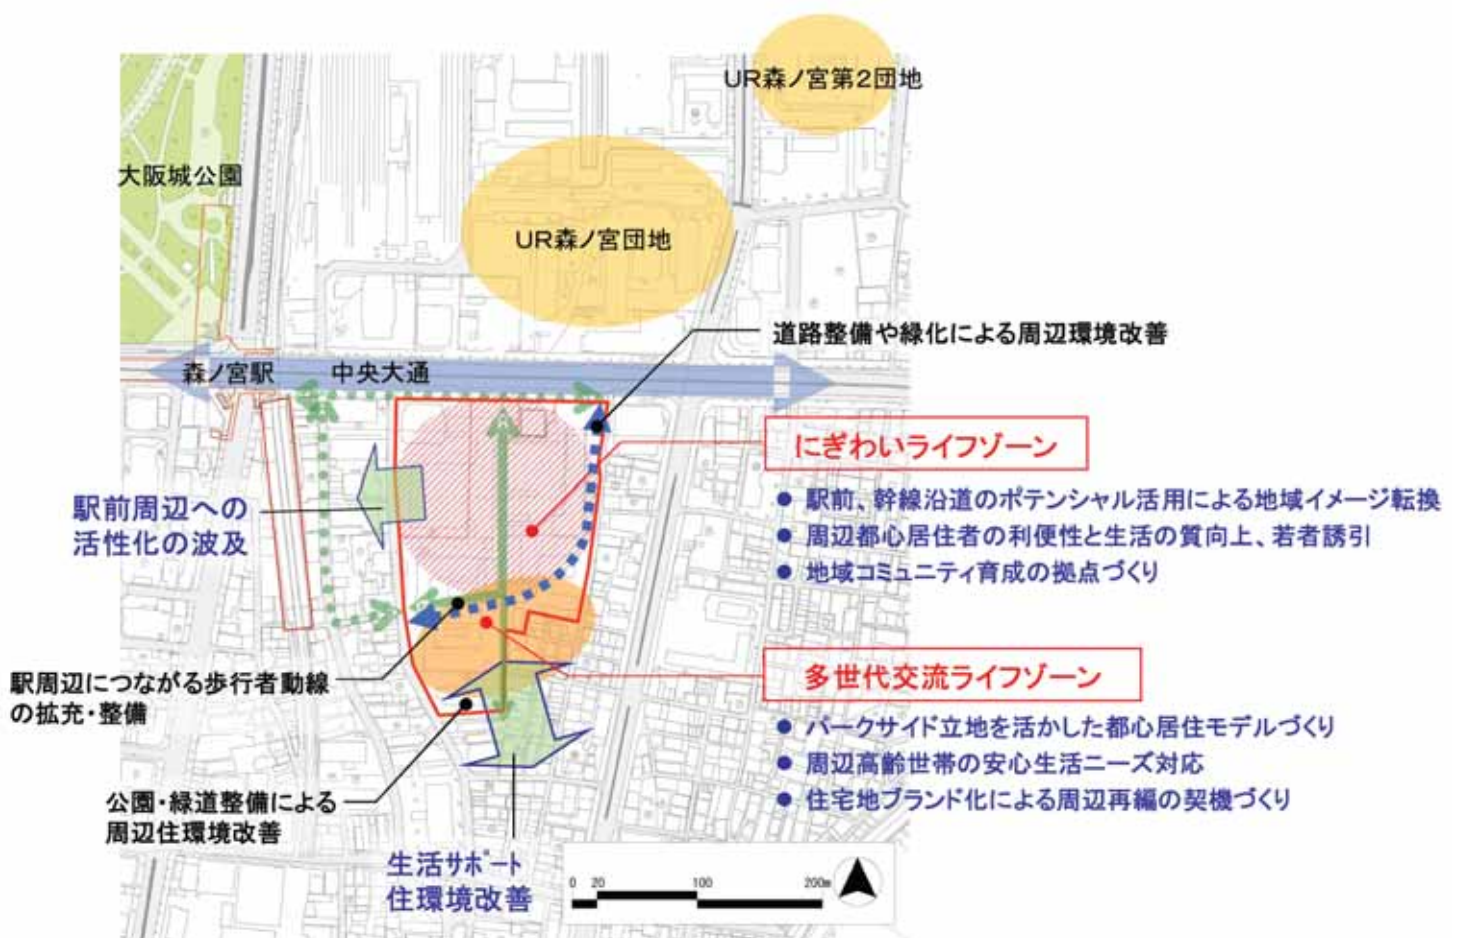 UR森ノ宮第2団地
大阪城公園
UR森ノ宮団地
道路整備や緑化による周辺環境改善
森ノ宮駅
中央大通
にぎわいライフゾーン
● 駅前、幹線沿道のポテンシャル活用による地域イメージ転換
● 周辺都心居住者の利便性と生活の質向上、若者誘引
● 地域コミュニティ育成の拠点づくり
駅前周辺への
活性化の波及
駅周辺につながる歩行者動線
の拡充・整備
多世代交流ライフゾーン
● パークサイド立地を活かした都心居住モデルづくり
● 周辺高齢世帯の安心生活ニーズ対応
● 住宅地ブランド化による周辺再編の契機づくり
公園・緑道整備による
周辺住環境改善
生活サポート
住環境改善
0 20 100 200m